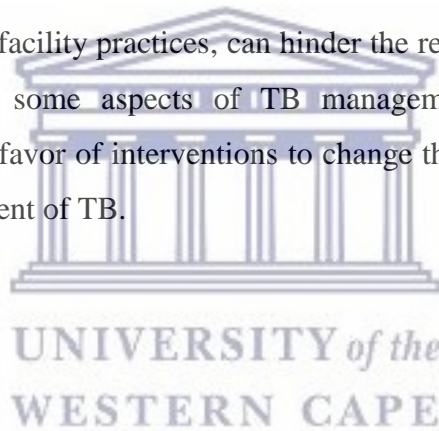 facility practices, can hinder the re
some aspects of TB managem
favor of interventions to change th
ent of TB.
UNIVERSITY of the
WESTERN CAPE